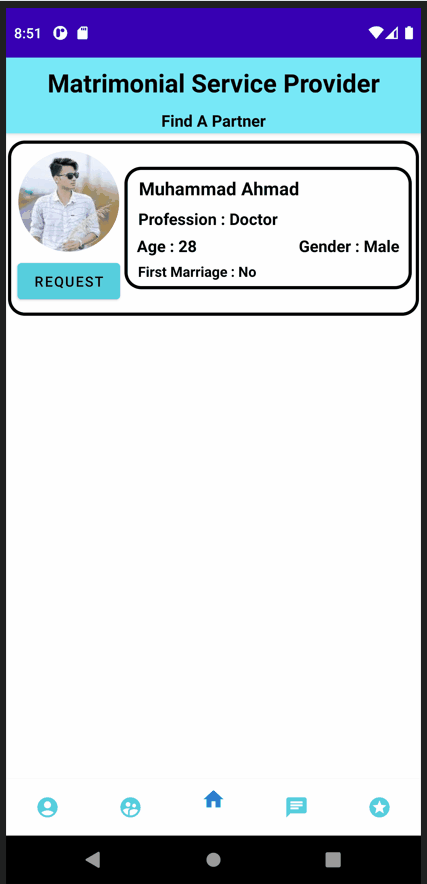 8:51
Matrimonial Service Provider
Find A Partner
Muhammad Ahmad
Profession : Doctor
Age : 28 Gender : Male
First Marriage : No
REQUEST